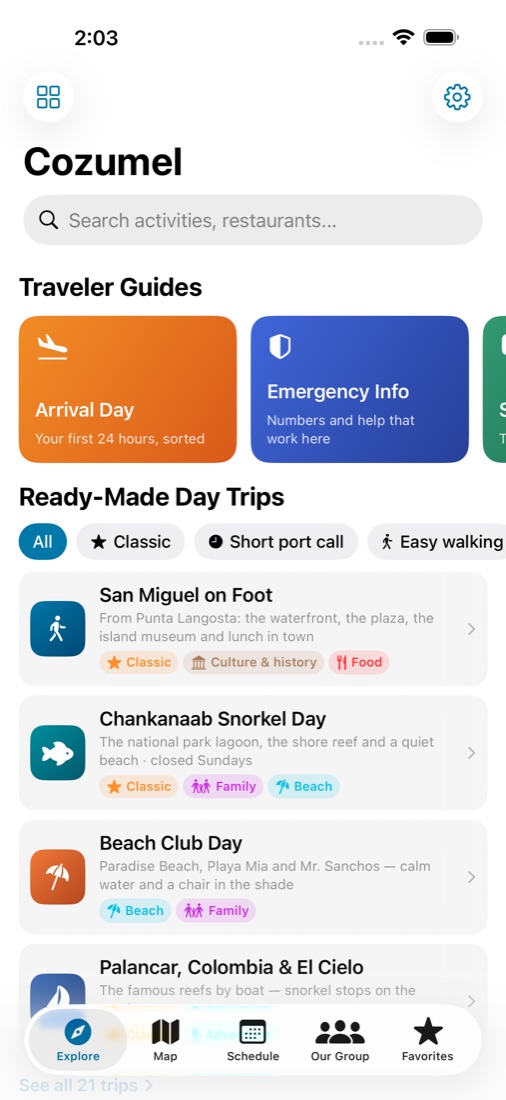 2:03
Cozumel
Search activities, restaurants...
Traveler Guides
Arrival Day
Your first 24 hours, sorted
Emergency Info
Numbers and help that
work here
Ready-Made Day Trips
All
Classic
Short port call
Easy walking
San Miguel on Foot
From Punta Langosta: the waterfront, the plaza, the
island museum and lunch in town
Classic
Culture & history
Food
Chankanaab Snorkel Day
The national park lagoon, the shore reef and a quiet
beach · closed Sundays
Classic
Family
Beach
Beach Club Day
Paradise Beach, Playa Mia and Mr. Sanchos — calm
water and a chair in the shade
Beach
Family
Palancar, Colombia & El Cielo
The famous reefs by boat — snorkel stops on the
Explore
Map
Schedule
Our Group
Favorites
See all 21 trips